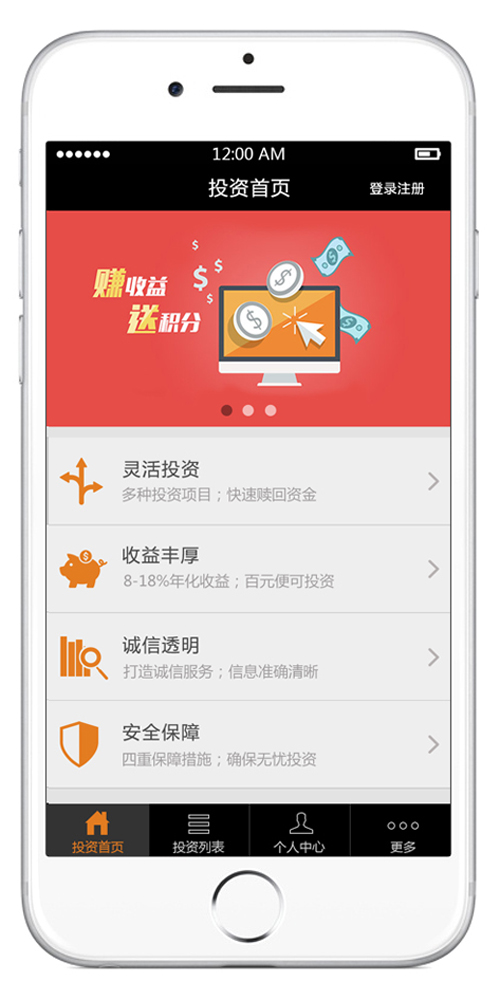 12:00 AM
投资首页
登录注册
$
$
$
$
赚收益
$
$
送积分
$
$
灵活投资
多种投资项目；快速赎回资金
$
收益丰厚
8-18%年化收益；百元便可投资
诚信透明
打造诚信服务；信息准确清晰
安全保障
四重保障措施；确保无忧投资
投资首页
投资列表
个人中心
更多